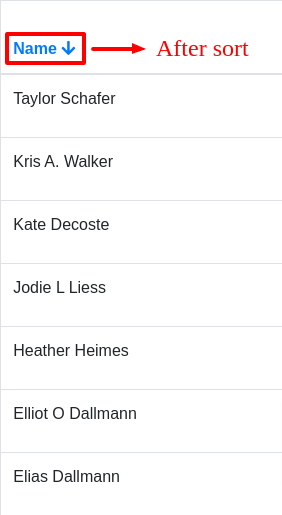 Name After sort
Taylor Schafer
Kris A. Walker
Kate Decoste
Jodie L Liess
Heather Heimes
Elliot O Dallmann
Elias Dallmann